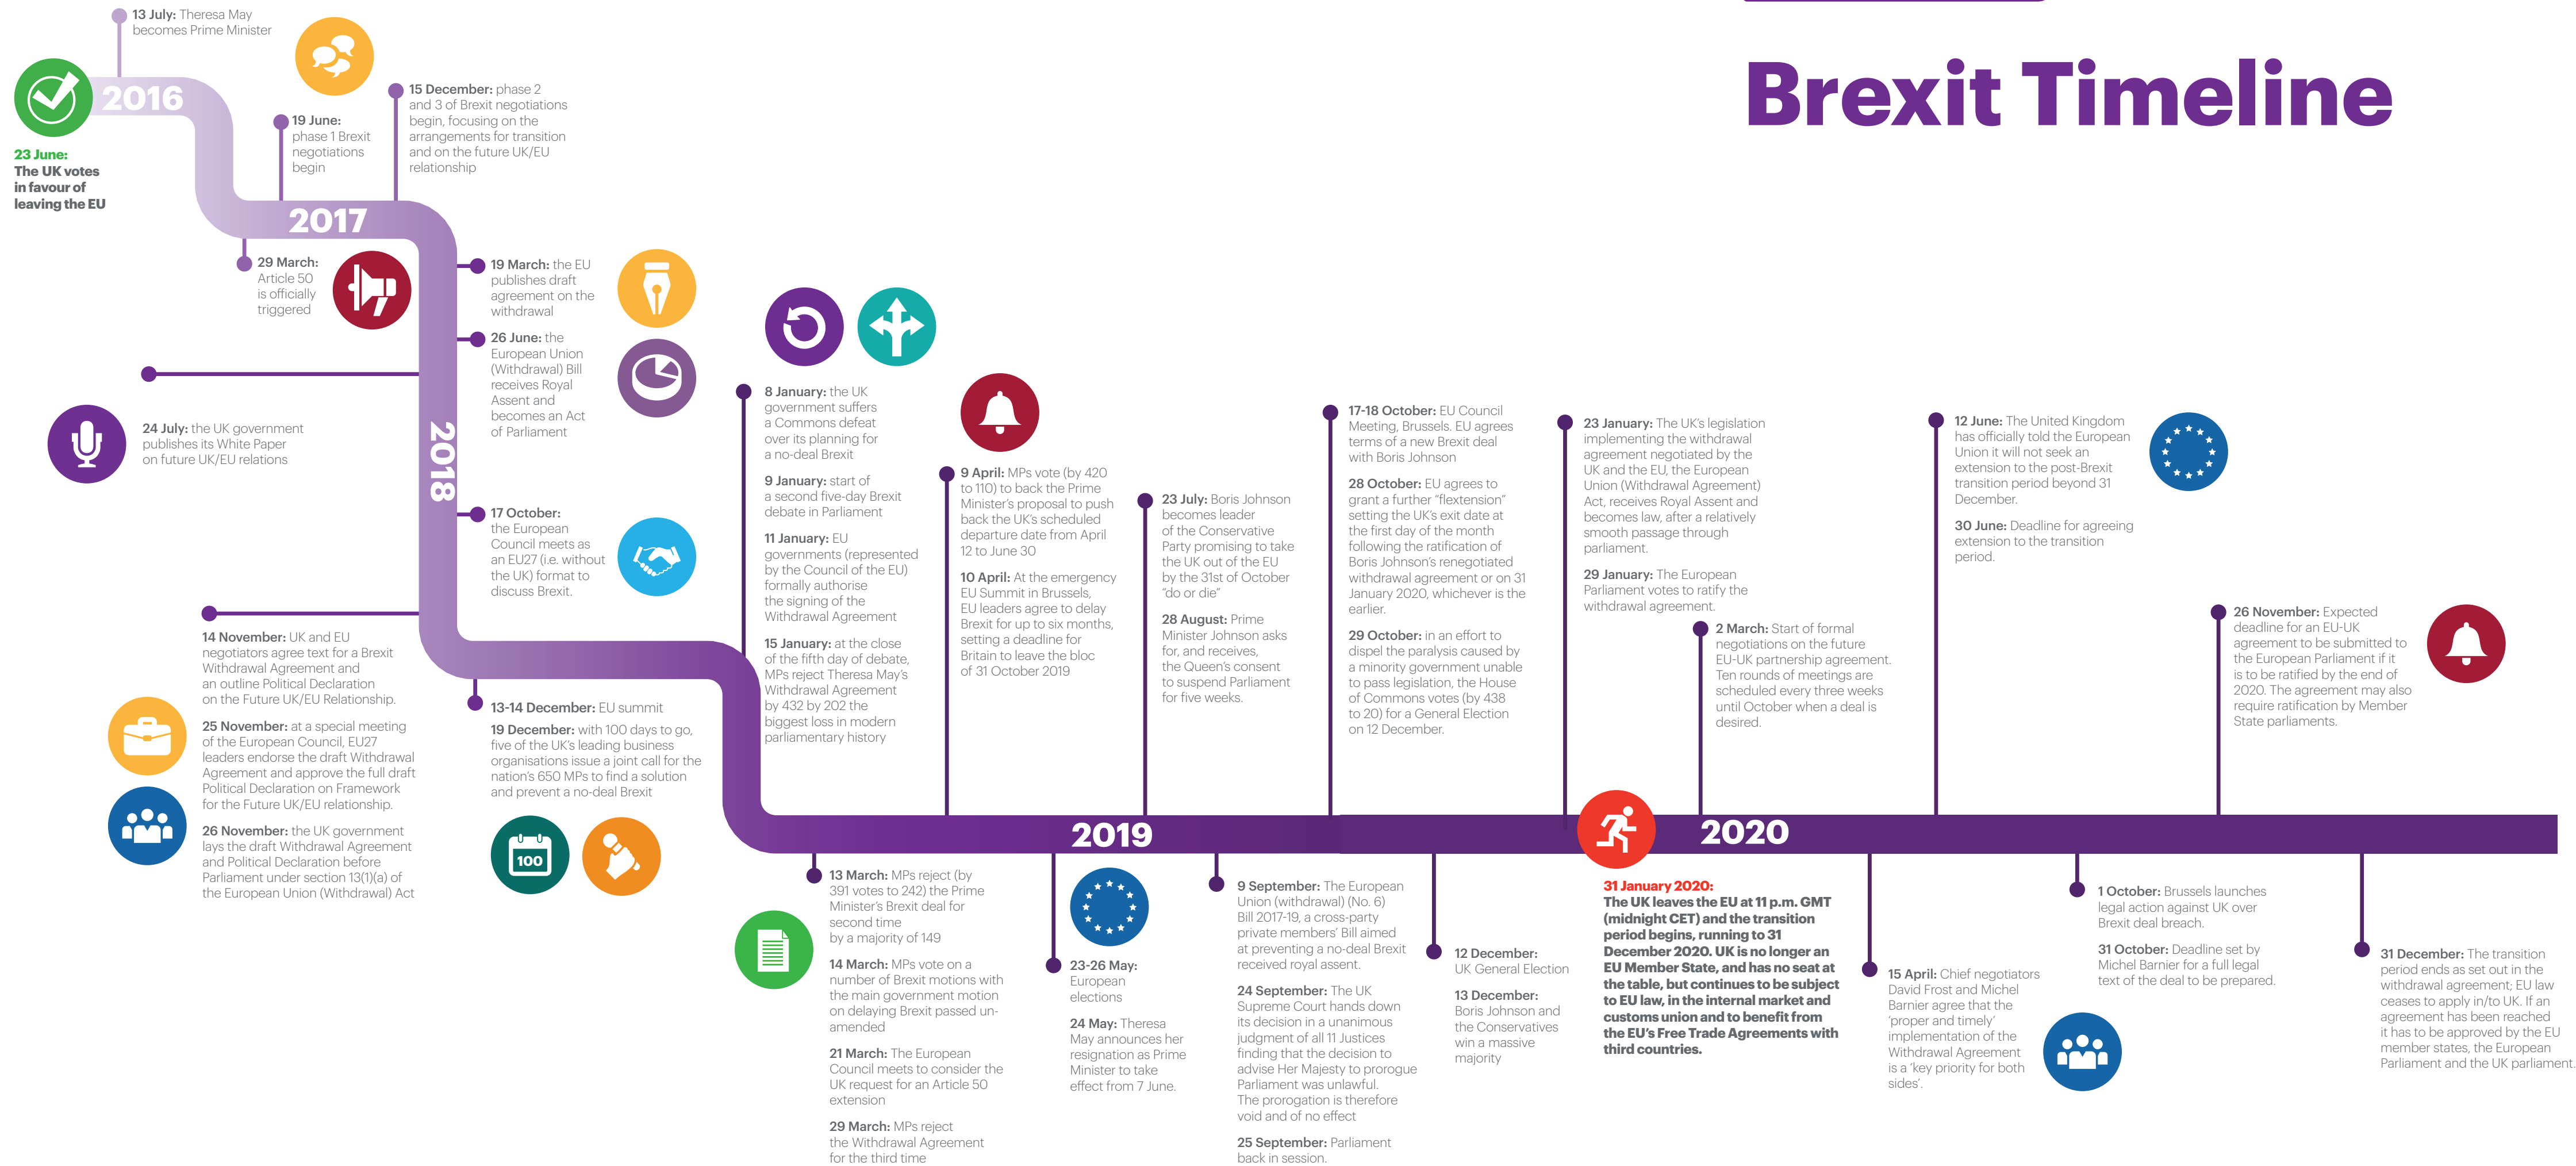 Brexit Timeline
13 July: Theresa May
becomes Prime Minister
2016
23 June:
The UK votes
in favour of
leaving the EU
19 June:
phase 1 Brexit
negotiations
begin
15 December: phase 2
and 3 of Brexit negotiations
begin, focusing on the
arrangements for transition
and on the future UK/EU
relationship
2017
29 March:
Article 50
is officially
triggered
19 March: the EU
publishes draft
agreement on the
withdrawal
26 June: the
European Union
(Withdrawal) Bill
receives Royal
Assent and
becomes an Act
of Parliament
24 July: the UK government
publishes its White Paper
on future UK/EU relations
2018
17 October:
the European
Council meets as
an EU27 (i.e. without
the UK) format to
discuss Brexit.
14 November: UK and EU
negotiators agree text for a Brexit
Withdrawal Agreement and
an outline Political Declaration
on the Future UK/EU Relationship.
25 November: at a special meeting
of the European Council, EU27
leaders endorse the draft Withdrawal
Agreement and approve the full draft
Political Declaration on Framework
for the Future UK/EU relationship.
26 November: the UK government
lays the draft Withdrawal Agreement
and Political Declaration before
Parliament under section 13(1)(a) of
the European Union (Withdrawal) Act
13-14 December: EU summit
19 December: with 100 days to go,
five of the UK's leading business
organisations issue a joint call for the
nation's 650 MPs to find a solution
and prevent a no-deal Brexit
100
8 January: the UK
government suffers
a Commons defeat
over its planning for
a no-deal Brexit
9 January: start of
a second five-day Brexit
debate in Parliament
11 January: EU
governments (represented
by the Council of the EU)
formally authorise
the signing of the
Withdrawal Agreement
15 January: at the close
of the fifth day of debate,
MPs reject Theresa May's
Withdrawal Agreement
by 432 by 202 the
biggest loss in modern
parliamentary history
13 March: MPs reject (by
391 votes to 242) the Prime
Minister's Brexit deal for
second time
by a majority of 149
14 March: MPs vote on a
number of Brexit motions with
the main government motion
on delaying Brexit passed un-
amended
21 March: The European
Council meets to consider the
UK request for an Article 50
extension
29 March: MPs reject
the Withdrawal Agreement
for the third time
9 April: MPs vote (by 420
to 110) to back the Prime
Minister's proposal to push
back the UK's scheduled
departure date from April
12 to June 30
10 April: At the emergency
EU Summit in Brussels,
EU leaders agree to delay
Brexit for up to six months,
setting a deadline for
Britain to leave the bloc
of 31 October 2019
2019
23-26 May:
European
elections
24 May: Theresa
May announces her
resignation as Prime
Minister to take
effect from 7 June.
23 July: Boris Johnson
becomes leader
of the Conservative
Party promising to take
the UK out of the EU
by the 31st of October
"do or die"
28 August: Prime
Minister Johnson asks
for, and receives,
the Queen's consent
to suspend Parliament
for five weeks.
9 September: The European
Union (withdrawal) (No. 6)
Bill 2017-19, a cross-party
private members' Bill aimed
at preventing a no-deal Brexit
received royal assent.
24 September: The UK
Supreme Court hands down
its decision in a unanimous
judgment of all 11 Justices
finding that the decision to
advise Her Majesty to prorogue
Parliament was unlawful.
The prorogation is therefore
void and of no effect
25 September: Parliament
back in session.
17-18 October: EU Council
Meeting, Brussels. EU agrees
terms of a new Brexit deal
with Boris Johnson
28 October: EU agrees to
grant a further "flextension"
setting the UK's exit date at
the first day of the month
following the ratification of
Boris Johnson's renegotiated
withdrawal agreement or on 31
January 2020, whichever is the
earlier.
29 October: in an effort to
dispel the paralysis caused by
a minority government unable
to pass legislation, the House
of Commons votes (by 438
to 20) for a General Election
on 12 December.
12 December:
UK General Election
13 December:
Boris Johnson and
the Conservatives
win a massive
majority
23 January: The UK's legislation
implementing the withdrawal
agreement negotiated by the
UK and the EU, the European
Union (Withdrawal Agreement)
Act, receives Royal Assent and
becomes law, after a relatively
smooth passage through
parliament.
29 January: The European
Parliament votes to ratify the
withdrawal agreement.
31 January 2020:
The UK leaves the EU at 11 p.m. GMT
(midnight CET) and the transition
period begins, running to 31
December 2020. UK is no longer an
EU Member State, and has no seat at
the table, but continues to be subject
to EU law, in the internal market and
customs union and to benefit from
the EU's Free Trade Agreements with
third countries.
2020
2 March: Start of formal
negotiations on the future
EU-UK partnership agreement.
Ten rounds of meetings are
scheduled every three weeks
until October when a deal is
desired.
15 April: Chief negotiators
David Frost and Michel
Barnier agree that the
'proper and timely'
implementation of the
Withdrawal Agreement
is a 'key priority for both
sides'.
12 June: The United Kingdom
has officially told the European
Union it will not seek an
extension to the post-Brexit
transition period beyond 31
December.
30 June: Deadline for agreeing
extension to the transition
period.
1 October: Brussels launches
legal action against UK over
Brexit deal breach.
31 October: Deadline set by
Michel Barnier for a full legal
text of the deal to be prepared.
26 November: Expected
deadline for an EU-UK
agreement to be submitted to
the European Parliament if it
is to be ratified by the end of
2020. The agreement may also
require ratification by Member
State parliaments.
31 December: The transition
period ends as set out in the
withdrawal agreement; EU law
ceases to apply in/to UK. If an
agreement has been reached
it has to be approved by the EU
member states, the European
Parliament and the UK parliament.